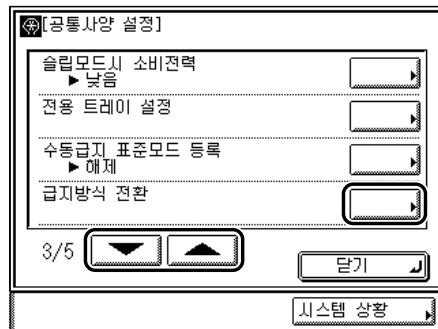 [공통사양 설정]
슬립모드시 소비전력
▶ 낮음
전용 트레이 설정
수동급지 표준모드 등록
▶ 해제
급지방식 전환
3/5
닫기
시스템 상황